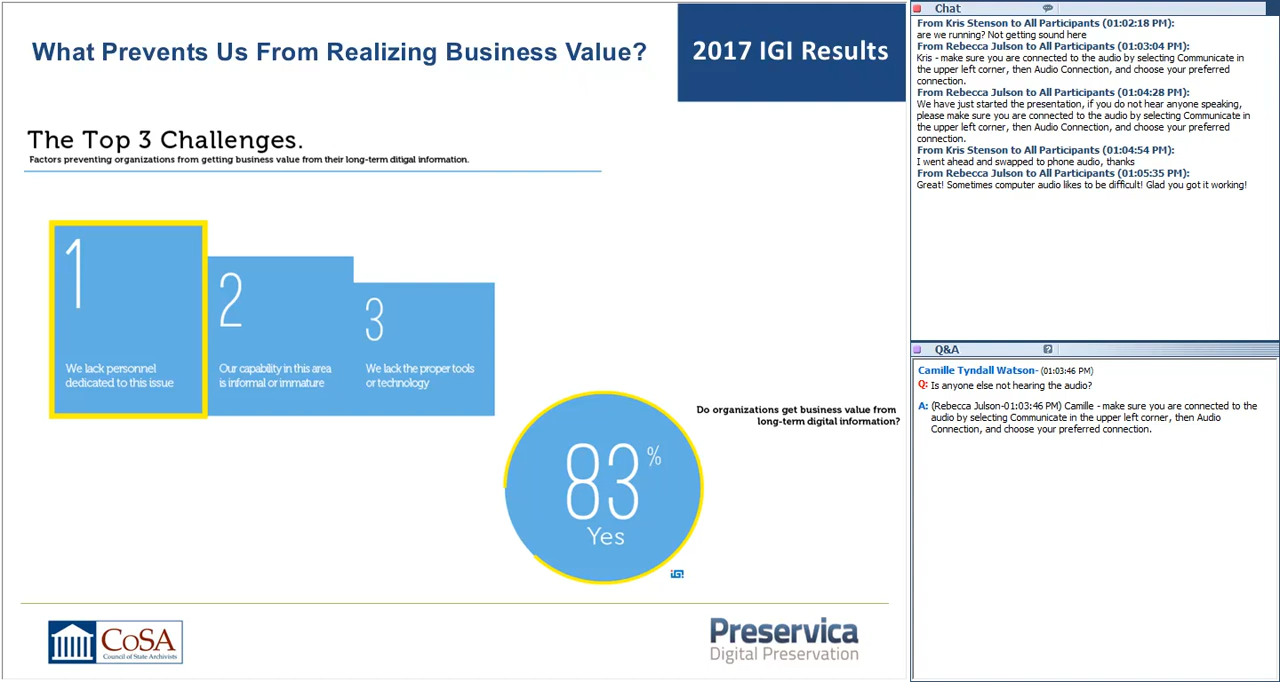 What Prevents Us From Realizing Business Value?
2017 IGI Results
The Top 3 Challenges.
Factors preventing organizations from getting business value from their long-term ditigal information.
1
We lack personnel
dedicated to this issue
2
Our capability in this area
is informal or immature
3
We lack the proper tools
or technology
Do organizations get business value from
long-term digital information?
83%
Yes
iGI
CoSA
Council of State Archivists
Preservica
Digital Preservation
Chat
From Kris Stenson to All Participants (01:02:18 PM):
are we running? Not getting sound here
From Rebecca Julson to All Participants (01:03:04 PM):
Kris - make sure you are connected to the audio by selecting Communicate in
the upper left corner, then Audio Connection, and choose your preferred
connection.
From Rebecca Julson to All Participants (01:04:28 PM):
We have just started the presentation, if you do not hear anyone speaking,
please make sure you are connected to the audio by selecting Communicate in
the upper left corner, then Audio Connection, and choose your preferred
connection.
From Kris Stenson to All Participants (01:04:54 PM):
I went ahead and swapped to phone audio, thanks
From Rebecca Julson to All Participants (01:05:35 PM):
Great! Sometimes computer audio likes to be difficult! Glad you got it working!
Q&A
Camille Tyndall Watson- (01:03:46 PM)
Q: Is anyone else not hearing the audio?
A: (Rebecca Julson-01:03:46 PM) Camille - make sure you are connected to the
audio by selecting Communicate in the upper left corner, then Audio
Connection, and choose your preferred connection.